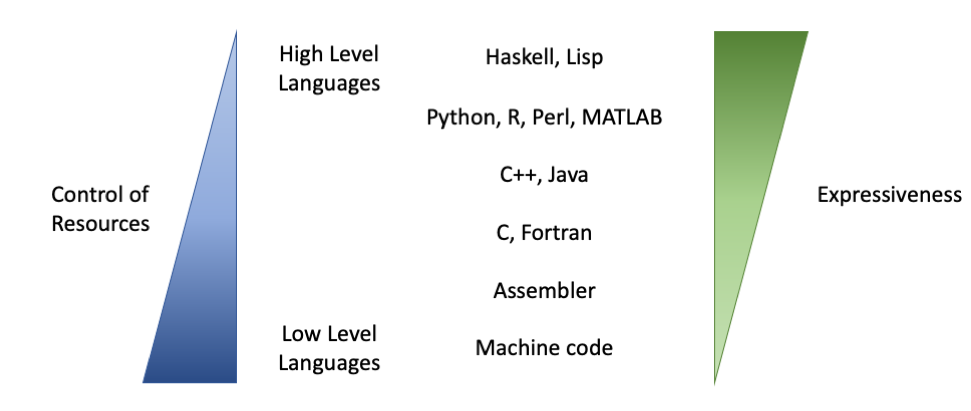 High Level
Languages
Haskell, Lisp
Python, R, Perl, MATLAB
C++, Java
Control of
Resources
Expressiveness
C, Fortran
Assembler
Low Level
Languages
Machine code